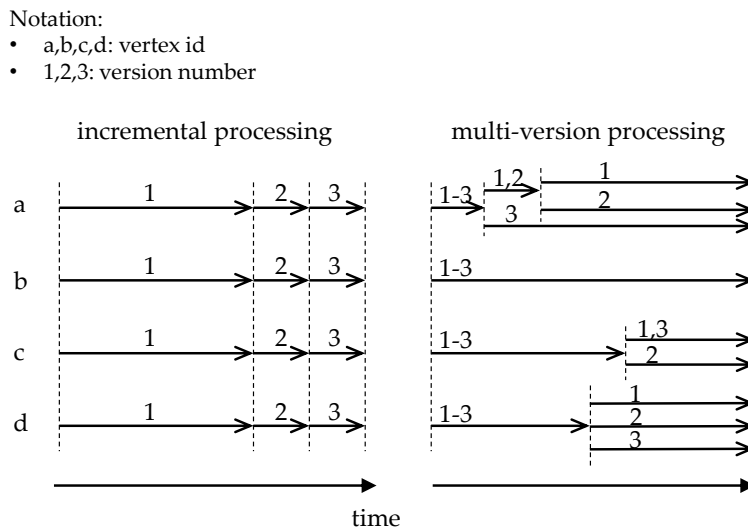 Notation:
• a,b,c,d: vertex id
• 1,2,3: version number
incremental processing
multi-version processing
a 1 2 3 1-3 1,2 3 1 2
b 1 2 3 1-3
c 1 2 3 1-3 1,3 2
d 1 2 3 1-3 1 2 3
time